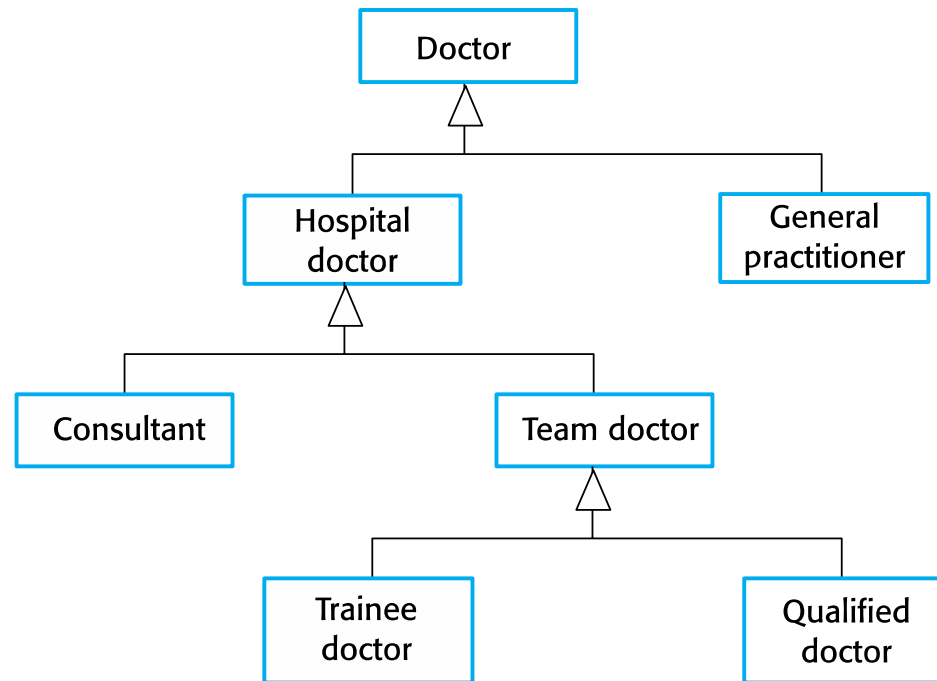 Doctor
Hospital
doctor
General
practitioner
Consultant
Team doctor
Trainee
doctor
Qualified
doctor